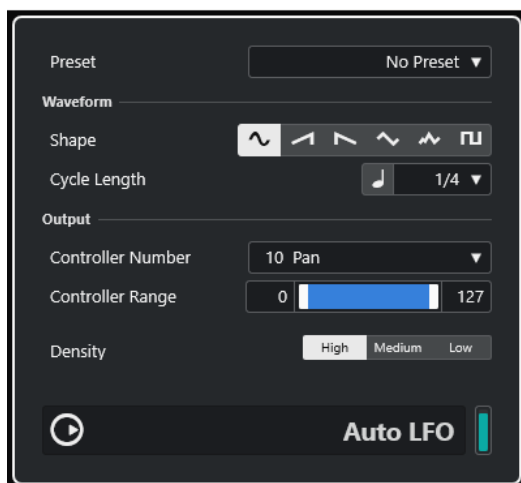 Preset No Preset
Waveform
Shape
Cycle Length 1/4
Output
Controller Number 10 Pan
Controller Range 0 127
Density High Medium Low
Auto LFO